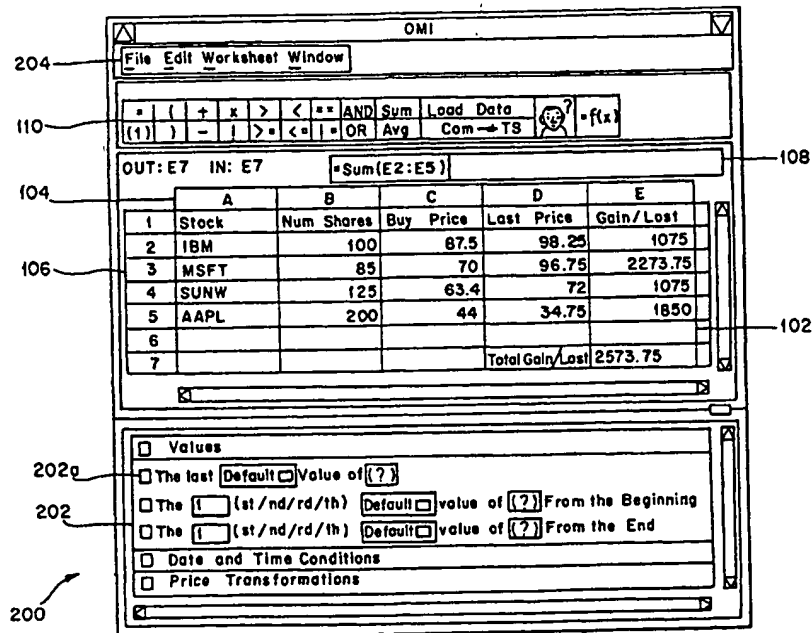 OMI
204
File Edit Worksheet Window
110
= ( + x > < == AND Sum Load Data ? =f(x)
(1) ) - | >= <= != OR Avg Com → TS
OUT: E7 IN: E7 =Sum(E2:E5)
108
104
A B C D E
1 Stock Num Shares Buy Price Last Price Gain/Lost
2 IBM 100 87.5 98.25 1075
106
3 MSFT 85 70 96.75 2273.75
4 SUNW 125 63.4 72 1075
5 AAPL 200 44 34.75 1850
102
6
7 Total Gain/Lost 2573.75
Values
202a
The last Default Value of (?)
The 1 (st/nd/rd/th) Default value of (?) From the Beginning
202
The 1 (st/nd/rd/th) Default value of (?) From the End
Date and Time Conditions
Price Transformations
200